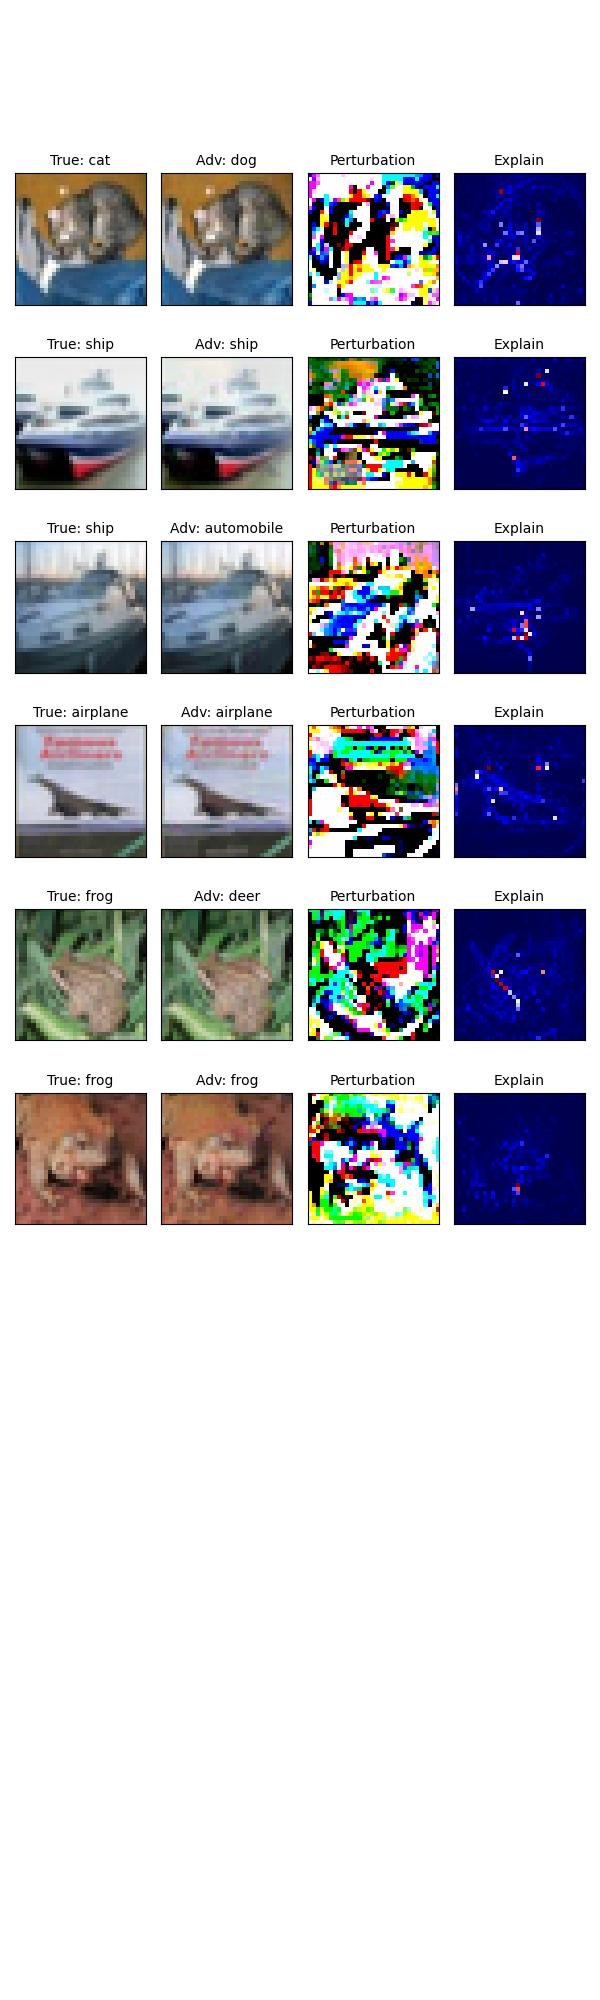 True: cat Adv: dog Perturbation Explain
True: ship Adv: ship Perturbation Explain
True: ship Adv: automobile Perturbation Explain
True: airplane Adv: airplane Perturbation Explain
True: frog Adv: deer Perturbation Explain
True: frog Adv: frog Perturbation Explain